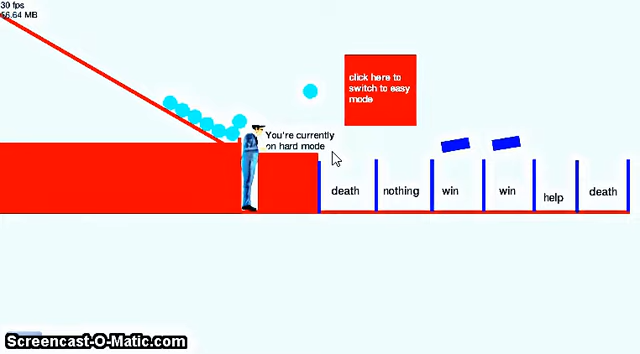 30 fps
66.64 MB
click here to
switch to easy
mode
You're currently
on hard mode
death
nothing
win
win
help
death
Screencast-O-Matic.com